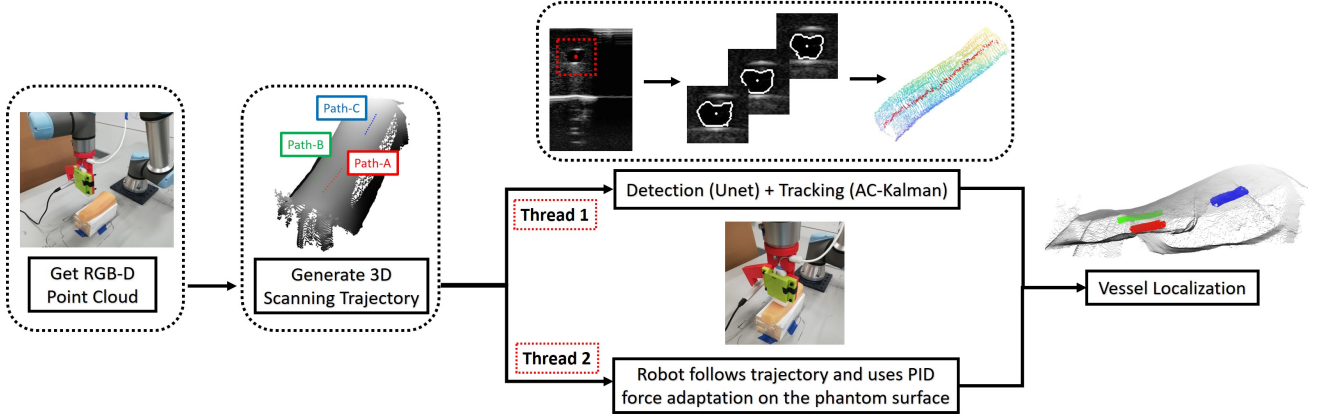 Get RGB-D
Point Cloud
Path-C
Path-B
Path-A
Generate 3D
Scanning Trajectory
Thread 1
Detection (Unet) + Tracking (AC-Kalman)
Thread 2
Robot follows trajectory and uses PID
force adaptation on the phantom surface
Vessel Localization